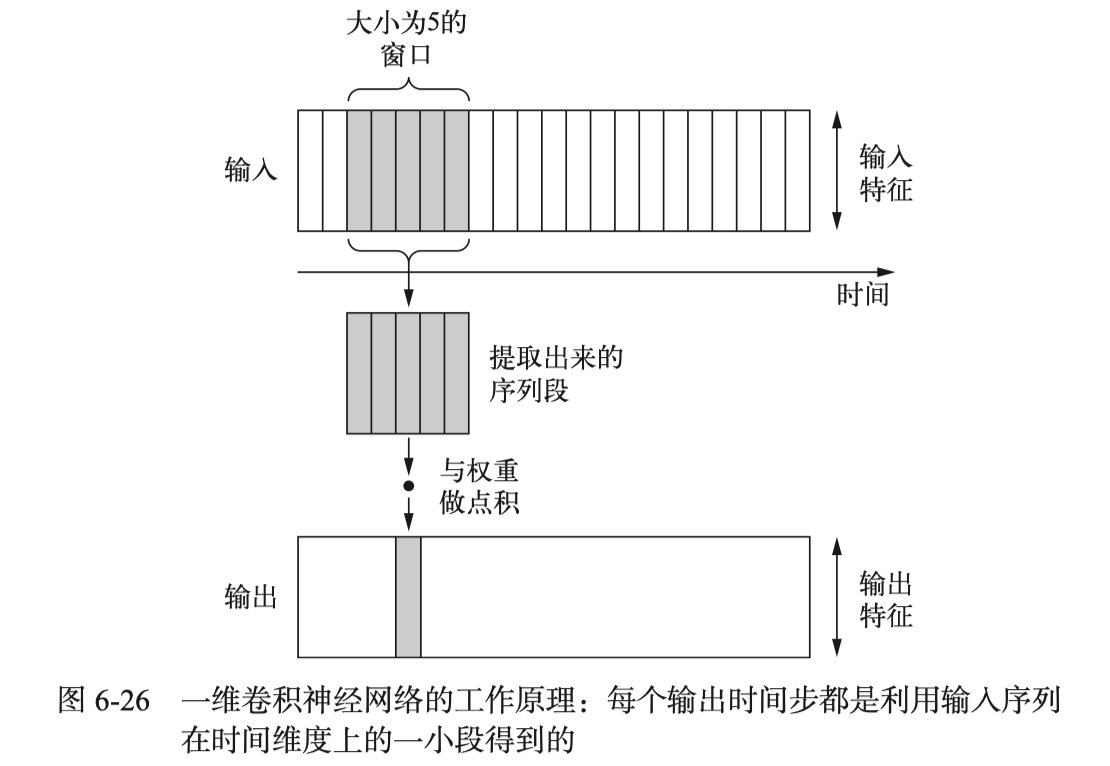 大小为5的
窗口
输入
输入
特征
时间
提取出来的
序列段
与权重
做点积
输出
输出
特征
图 6-26 一维卷积神经网络的工作原理：每个输出时间步都是利用输入序列
在时间维度上的一小段得到的